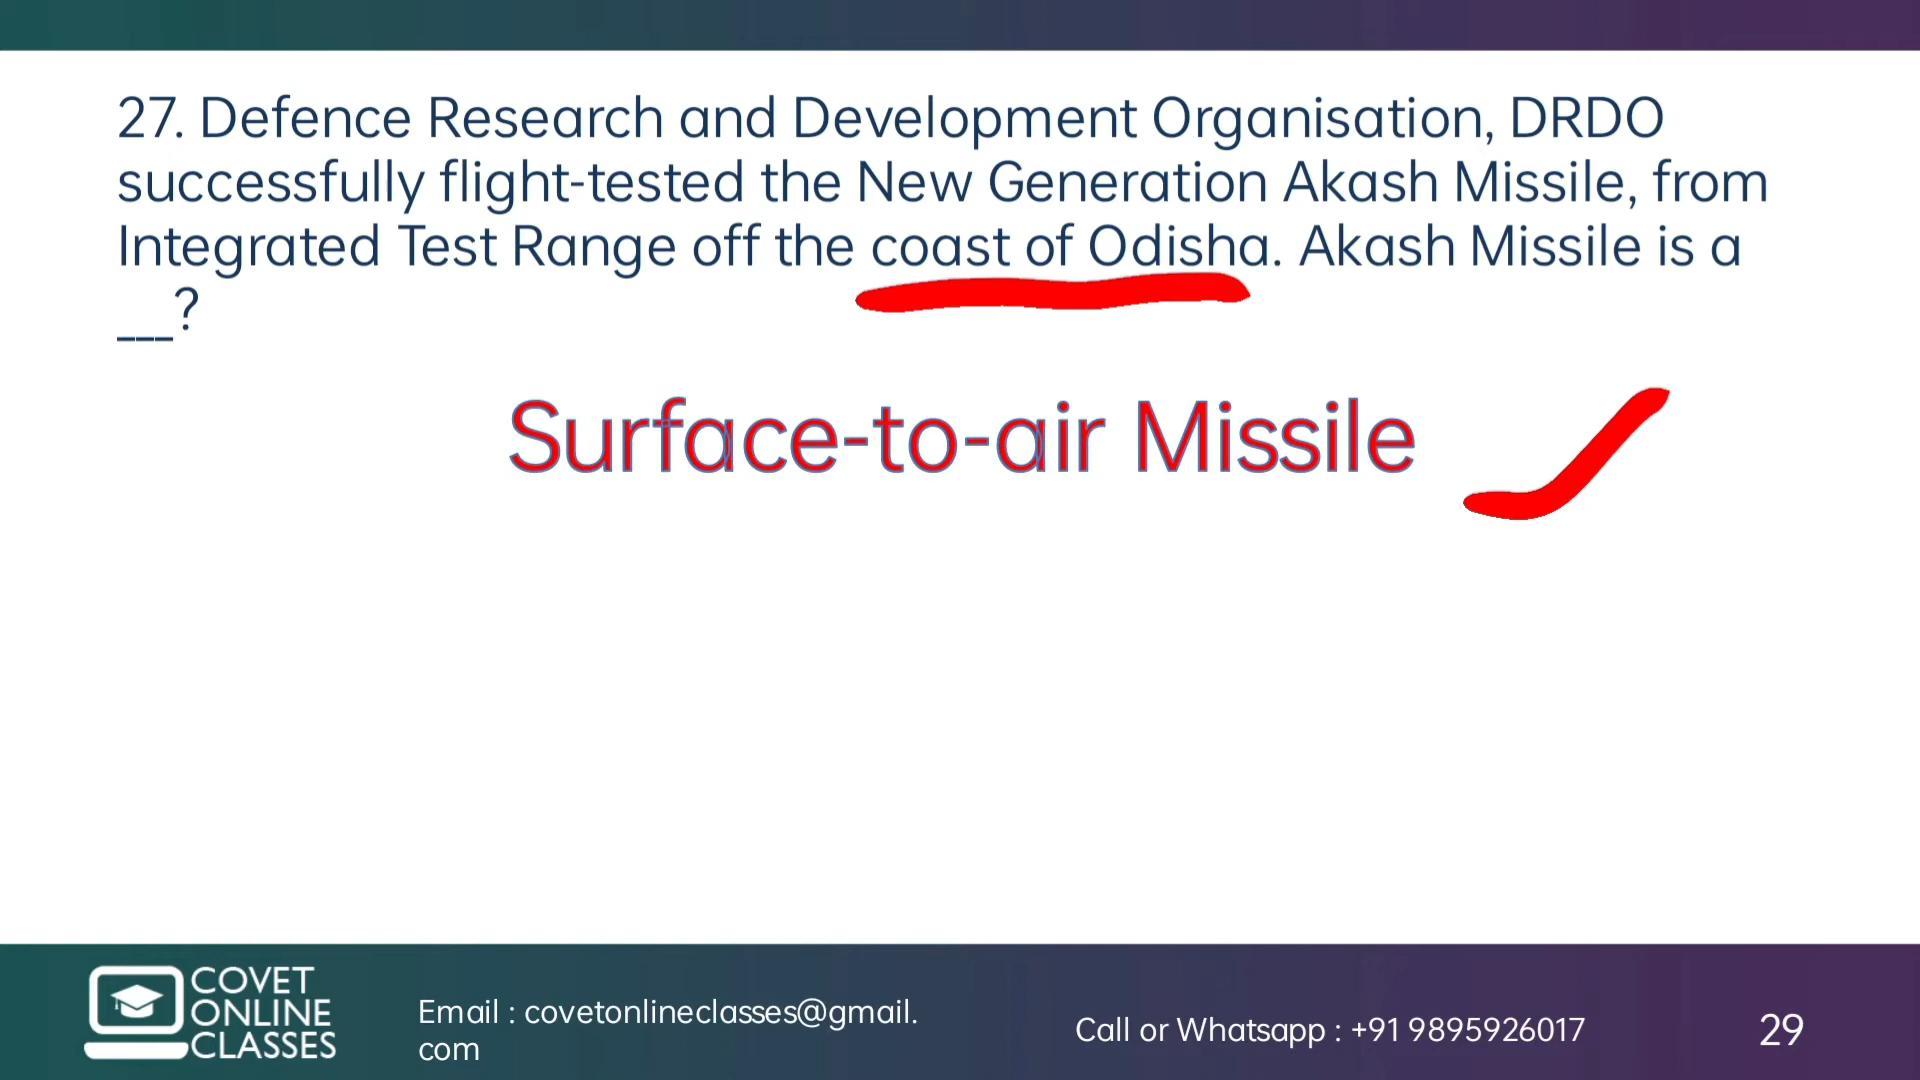 27. Defence Research and Development Organisation, DRDO
successfully flight-tested the New Generation Akash Missile, from
Integrated Test Range off the coast of Odisha. Akash Missile is a
___?
Surface-to-air Missile
COVET
ONLINE
CLASSES
Email : covetonlineclasses@gmail.
com
Call or Whatsapp : +91 9895926017
29